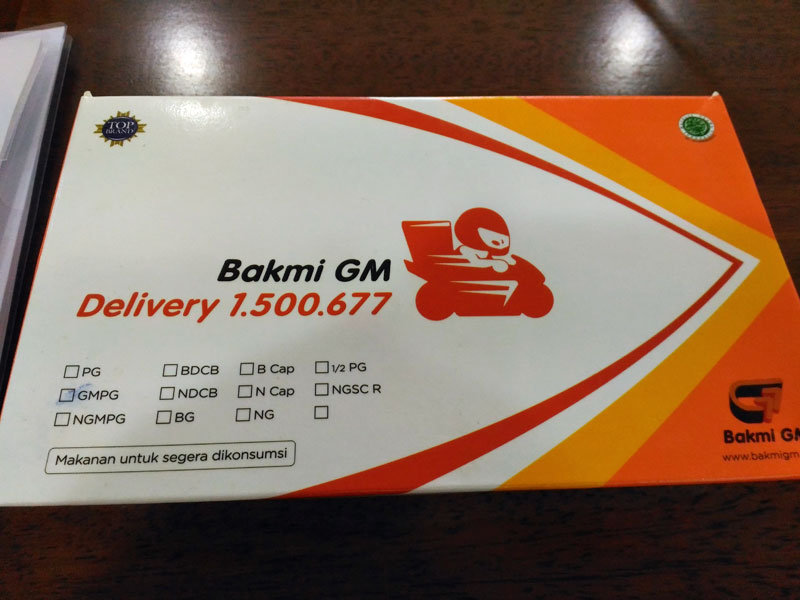 TOP
BRAND
Bakmi GM
Delivery 1.500.677
PG
BDCB
B Cap
1/2 PG
GMPG
NDCB
N Cap
NGSC R
NGMPG
BG
NG
Makanan untuk segera dikonsumsi
Bakmi GM
www.bakmigm